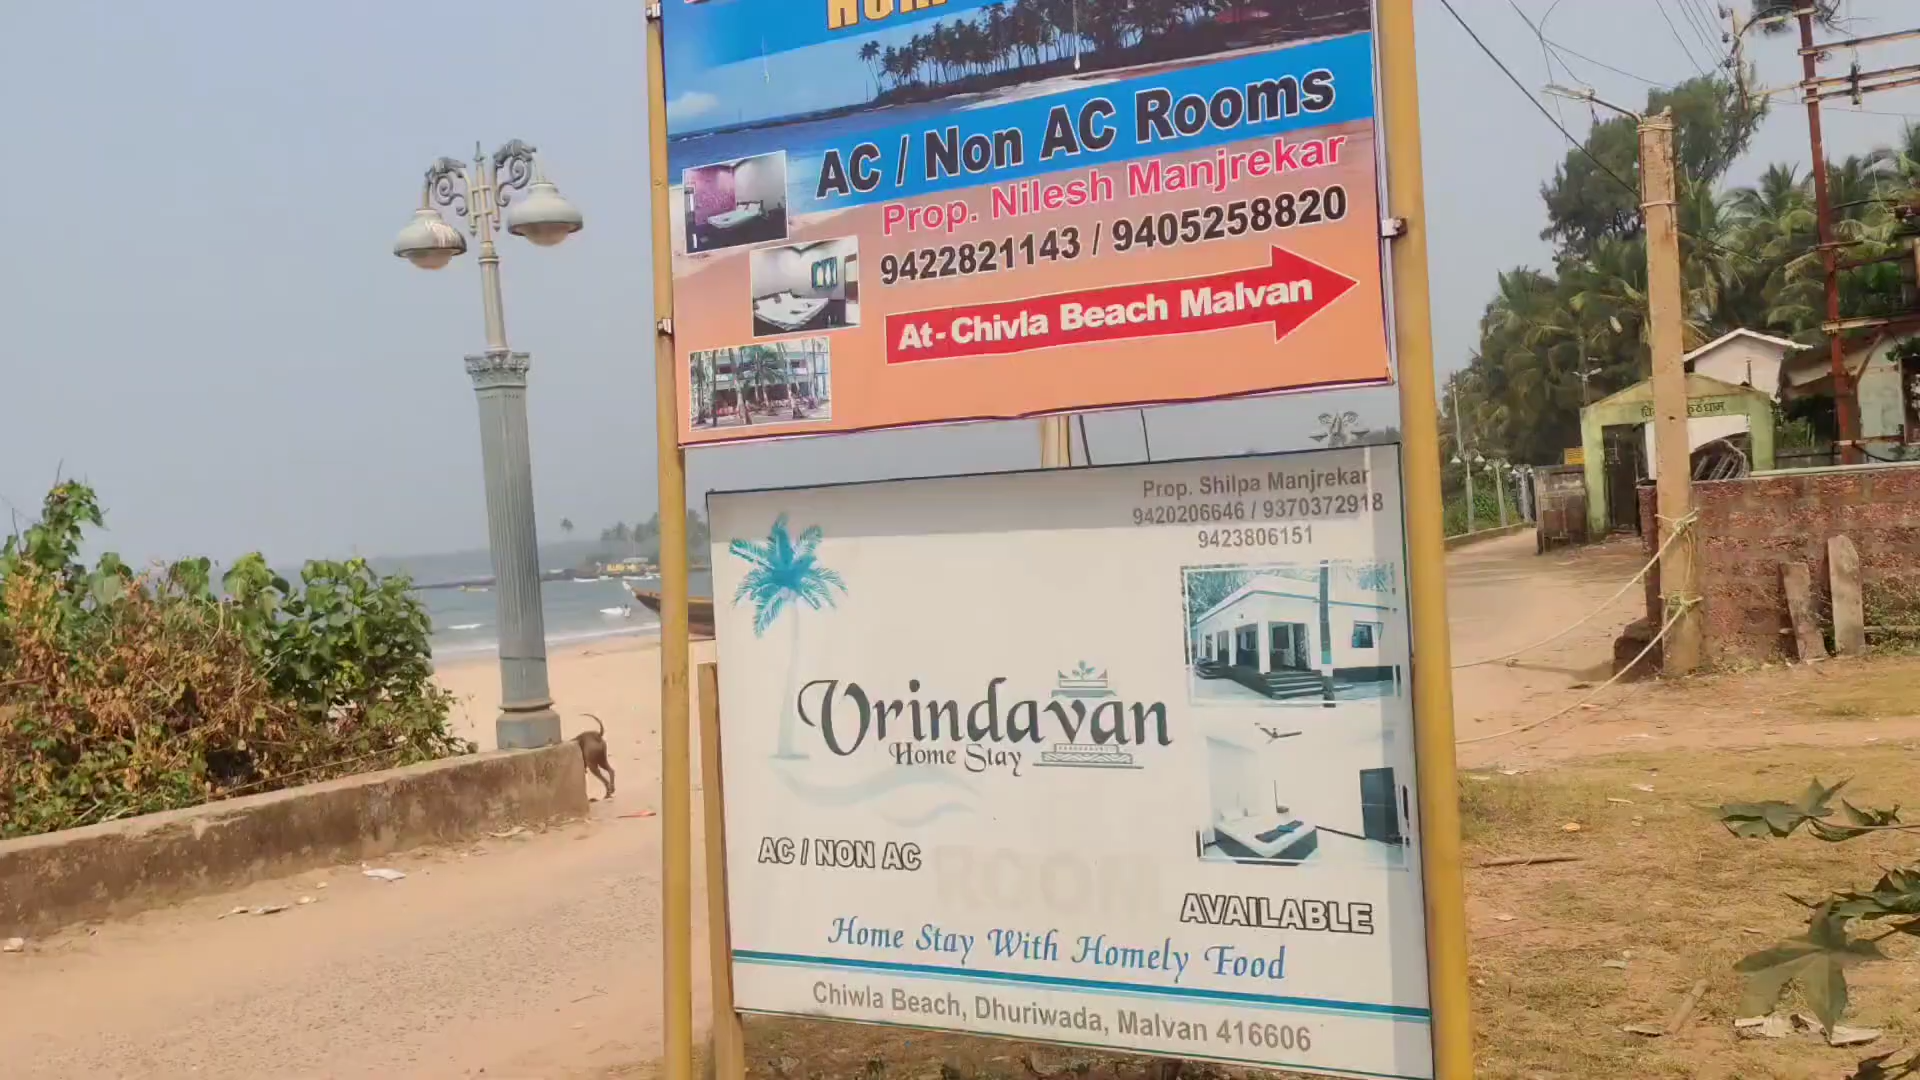 AC / Non AC Rooms
Prop. Nilesh Manjrekar
9422821143 / 9405258820
At-Chivla Beach Malvan
Prop. Shilpa Manjrekar
9420206646 / 9370372918
9423806151
Vrindavan
Home Stay
AC / NON AC ROOM AVAILABLE
Home Stay With Homely Food
Chiwla Beach, Dhuriwada, Malvan 416606